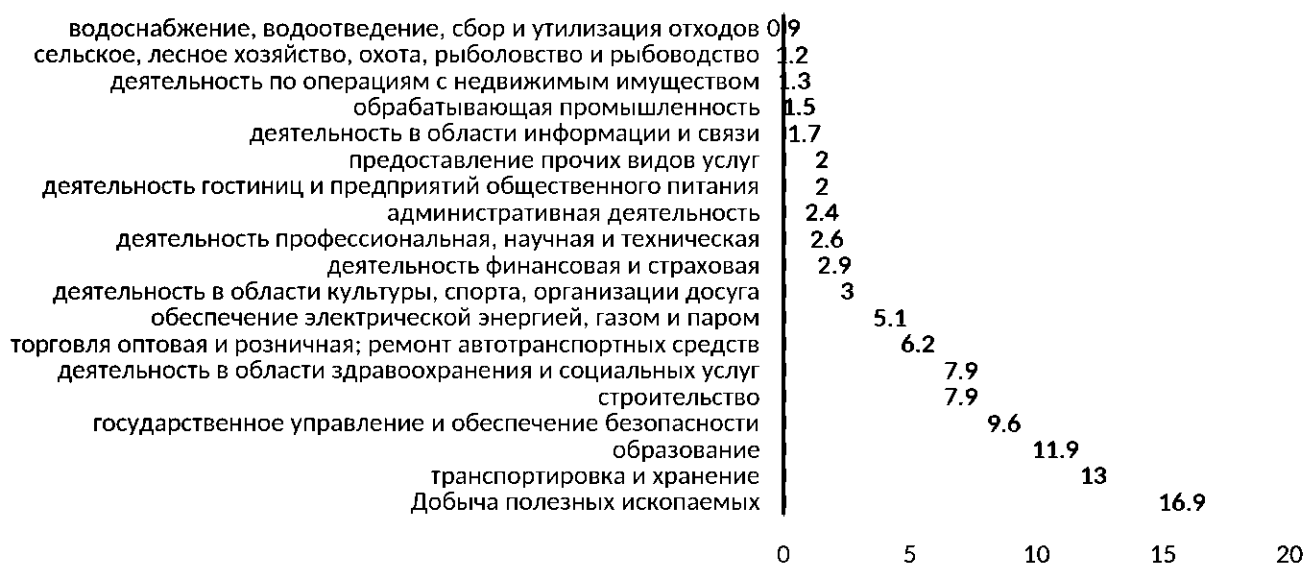 водоснабжение, водоотведение, сбор и утилизация отходов 0.9
сельское, лесное хозяйство, охота, рыболовство и рыбоводство 1.2
деятельность по операциям с недвижимым имуществом 1.3
обрабатывающая промышленность 1.5
деятельность в области информации и связи 1.7
предоставление прочих видов услуг 2
деятельность гостиниц и предприятий общественного питания 2
административная деятельность 2.4
деятельность профессиональная, научная и техническая 2.6
деятельность финансовая и страховая 2.9
деятельность в области культуры, спорта, организации досуга 3
обеспечение электрической энергией, газом и паром 5.1
торговля оптовая и розничная; ремонт автотранспортных средств 6.2
деятельность в области здравоохранения и социальных услуг 7.9
строительство 7.9
государственное управление и обеспечение безопасности 9.6
образование 11.9
транспортировка и хранение 13
Добыча полезных ископаемых 16.9
0 5 10 15 20